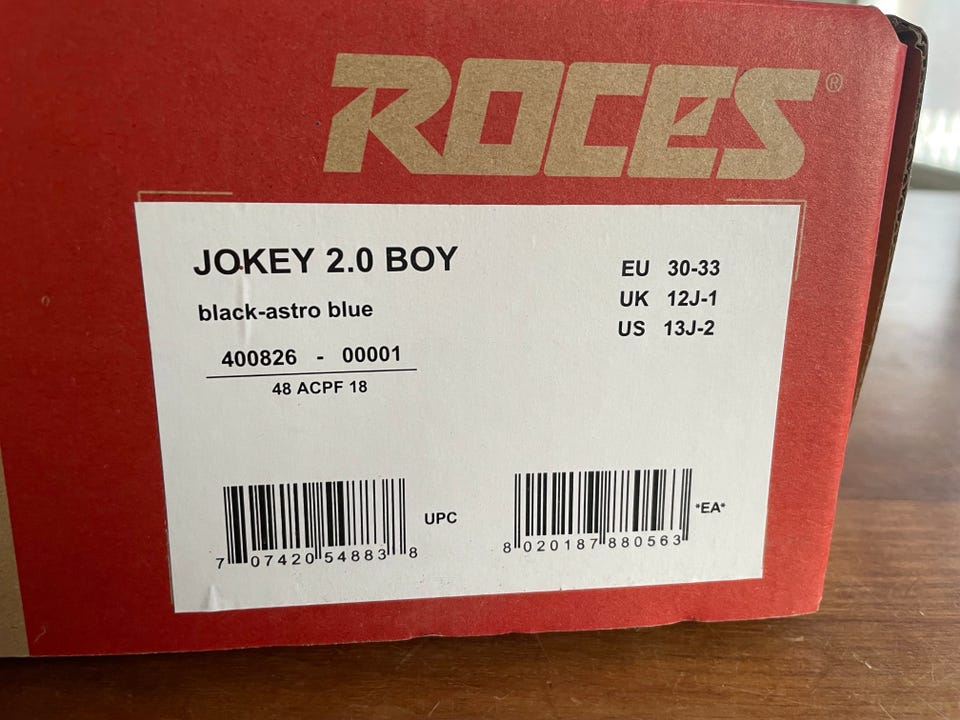 ROCES®
JOKEY 2.0 BOY
black-astro blue
400826 - 00001
48 ACPF 18
EU 30-33
UK 12J-1
US 13J-2
7 07420 54883 8
UPC
8 020187 880563
*EA*